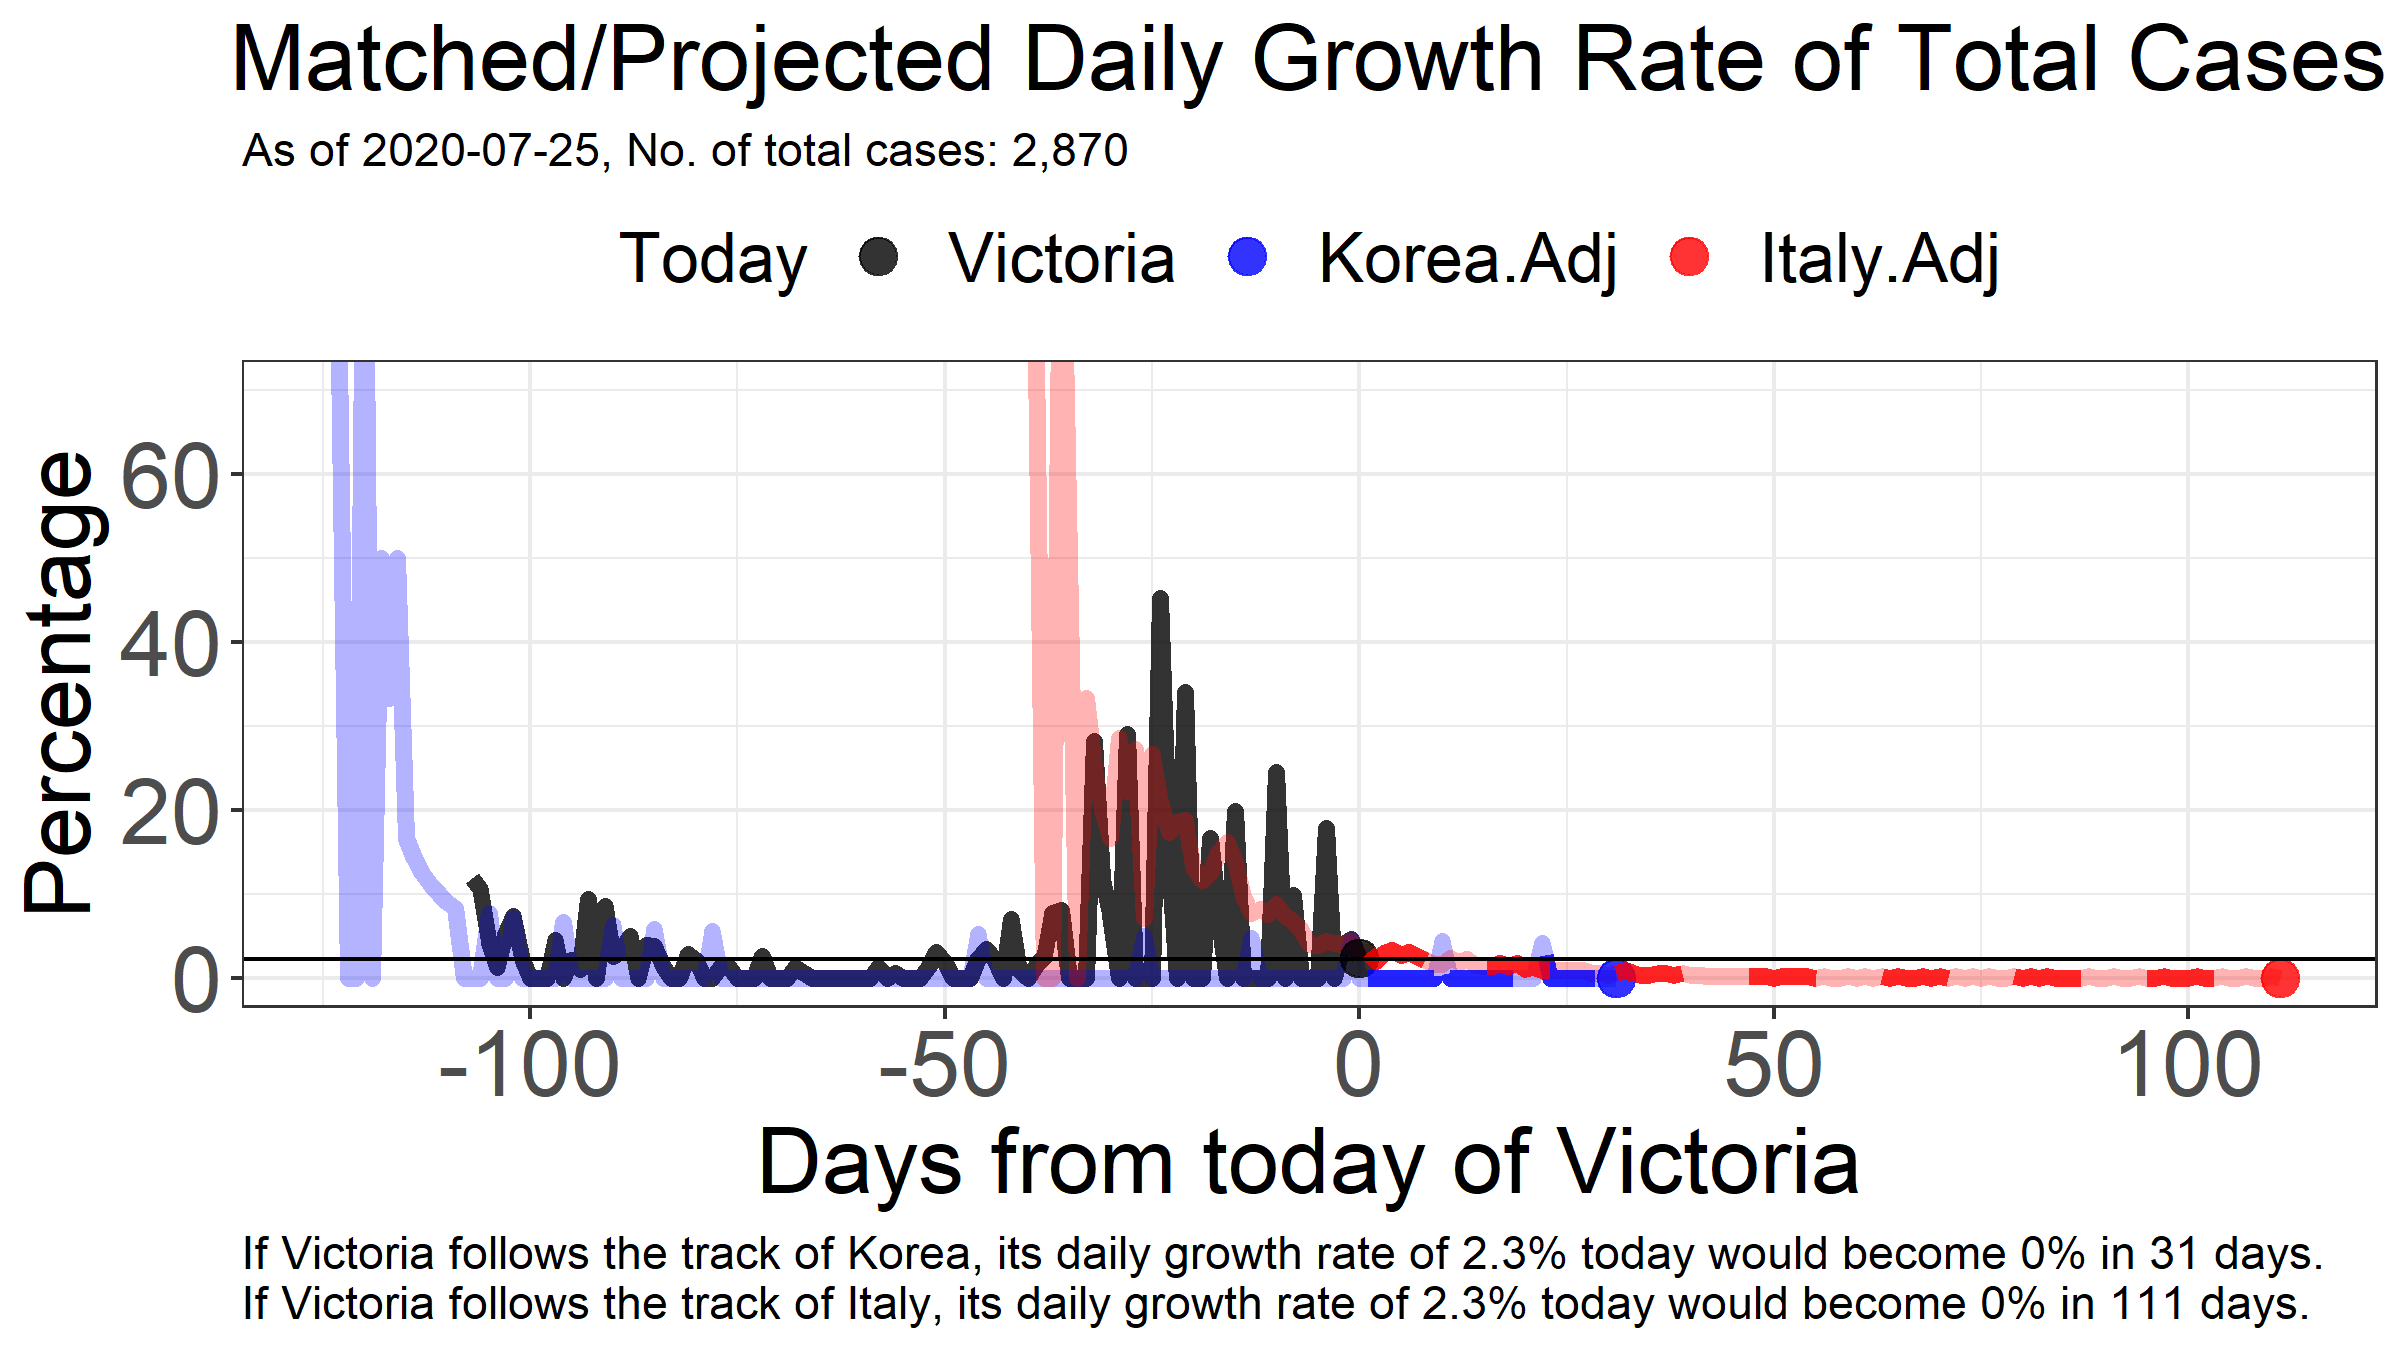 Matched/Projected Daily Growth Rate of Total Cases
As of 2020-07-25, No. of total cases: 2,870
Today Victoria Korea.Adj Italy.Adj
Percentage
60
40
20
0
-100 -50 0 50 100
Days from today of Victoria
If Victoria follows the track of Korea, its daily growth rate of 2.3% today would become 0% in 31 days.
If Victoria follows the track of Italy, its daily growth rate of 2.3% today would become 0% in 111 days.